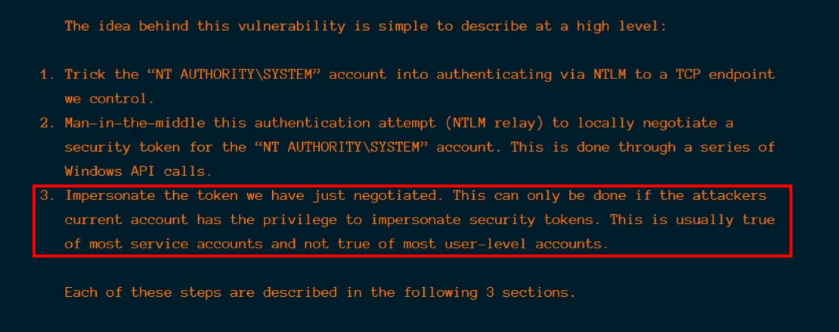 The idea behind this vulnerability is simple to describe at a high level:
1. Trick the “NT AUTHORITY\SYSTEM” account into authenticating via NTLM to a TCP endpoint
we control.
2. Man-in-the-middle this authentication attempt (NTLM relay) to locally negotiate a
security token for the “NT AUTHORITY\SYSTEM” account. This is done through a series of
Windows API calls.
3. Impersonate the token we have just negotiated. This can only be done if the attackers
current account has the privilege to impersonate security tokens. This is usually true
of most service accounts and not true of most user-level accounts.
Each of these steps are described in the following 3 sections.